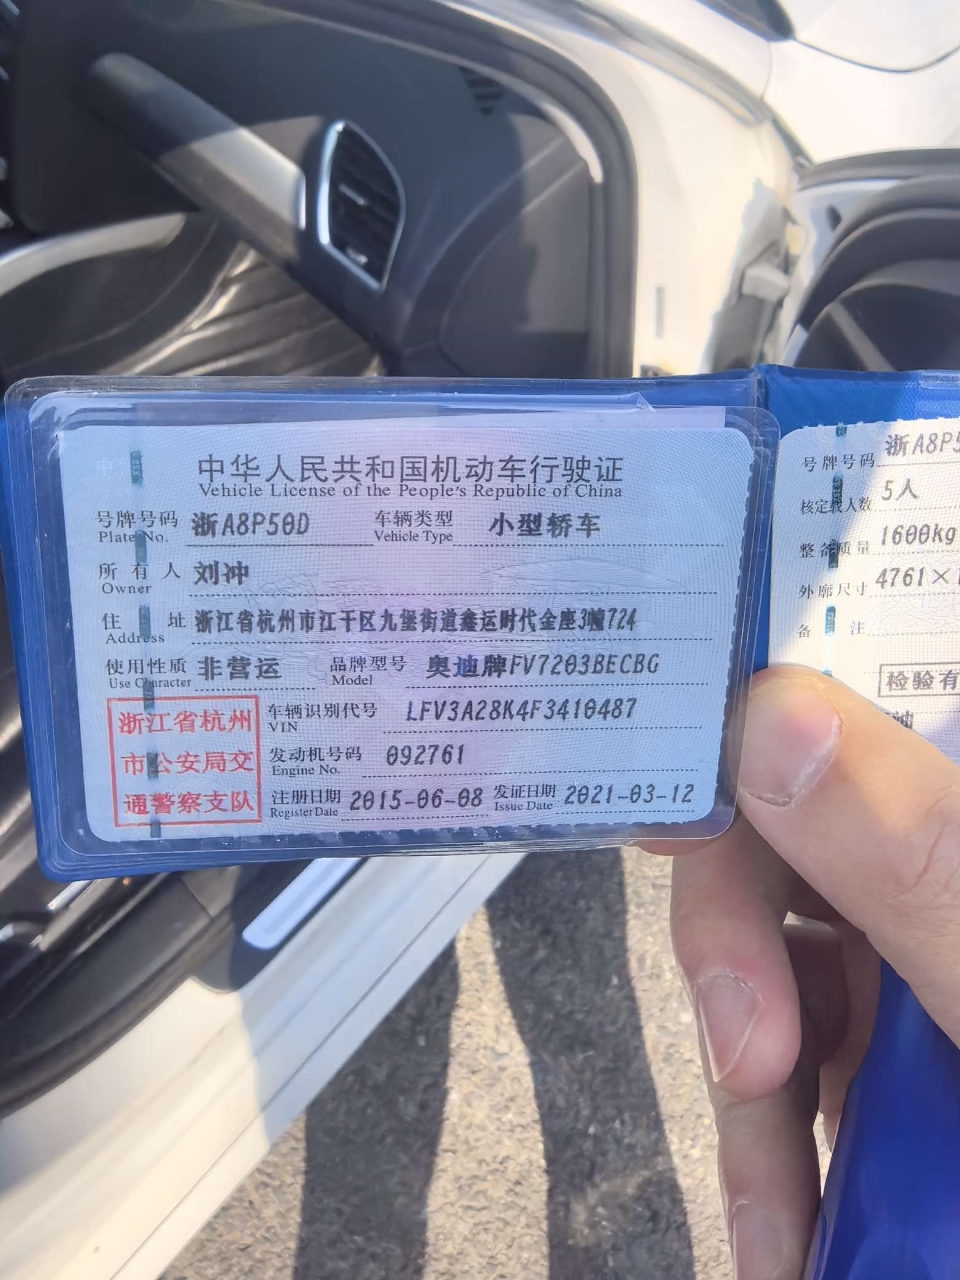 中华人民共和国机动车行驶证
Vehicle License of the People's Republic of China
号牌号码 浙A8P50D 车辆类型 小型轿车
Plate No. Vehicle Type
所有人 刘冲
Owner
住址 浙江省杭州市江干区九堡街道鑫运时代金座3幢724
Address
使用性质 非营运 品牌型号 奥迪牌FV7203BECBG
Use Character Model
浙江省杭州
市公安局交
通警察支队
车辆识别代号 LFV3A28K4F3410487
VIN
发动机号码 092761
Engine No.
注册日期 2015-06-08 发证日期 2021-03-12
Register Date Issue Date
号牌号码 浙A8P5
核定载人数 5人
整备质量 1600kg
外廓尺寸 4761×
备注
检验有